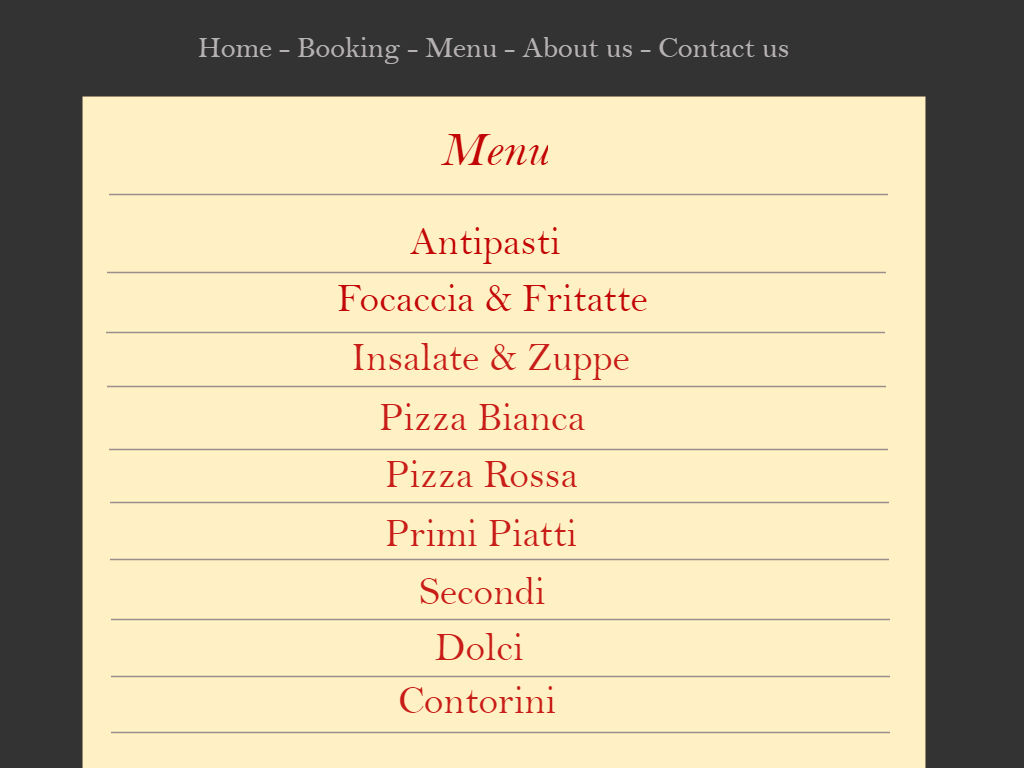 Home - Booking - Menu - About us - Contact us
Menu
Antipasti
Focaccia & Fritatte
Insalate & Zuppe
Pizza Bianca
Pizza Rossa
Primi Piatti
Secondi
Dolci
Contorini